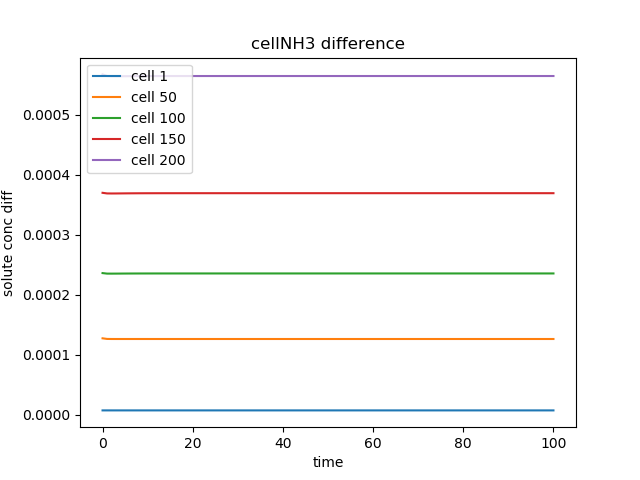 cellNH3 difference
cell 1
cell 50
cell 100
cell 150
cell 200
0.0005
0.0004
0.0003
0.0002
0.0001
0.0000
solute conc diff
0 20 40 60 80 100
time